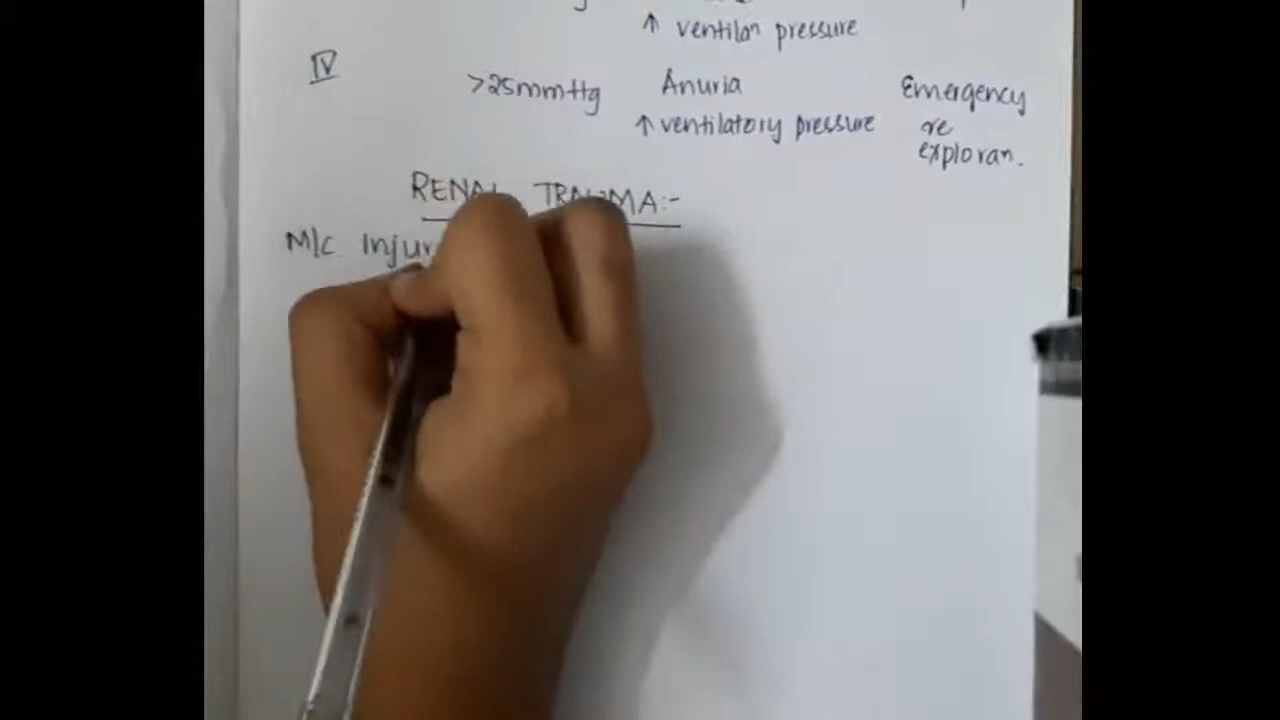 ↑ ventilan pressure
IV >25mmHg Anuria Emergency
↑ ventilatory pressure re
exploran.
RENAL TRAUMA:-
M/C Injur